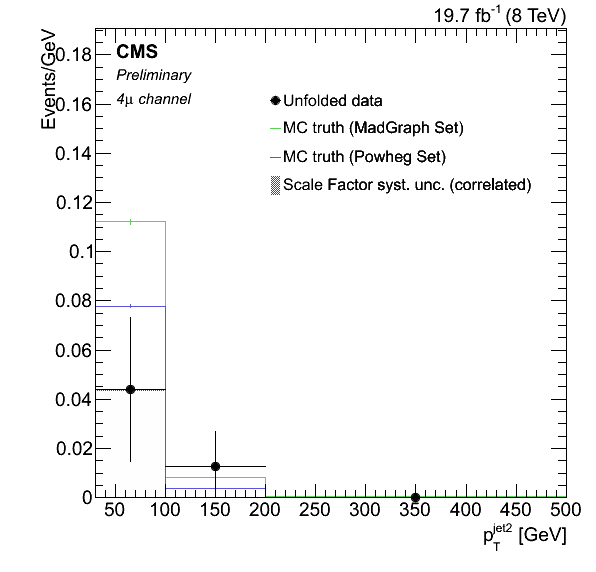 19.7 fb⁻¹ (8 TeV)
Events/GeV
CMS
Preliminary
4μ channel
Unfolded data
MC truth (MadGraph Set)
MC truth (Powheg Set)
Scale Factor syst. unc. (correlated)
0.18
0.16
0.14
0.12
0.1
0.08
0.06
0.04
0.02
0
50 100 150 200 250 300 350 400 450 500
p_T^jet2 [GeV]